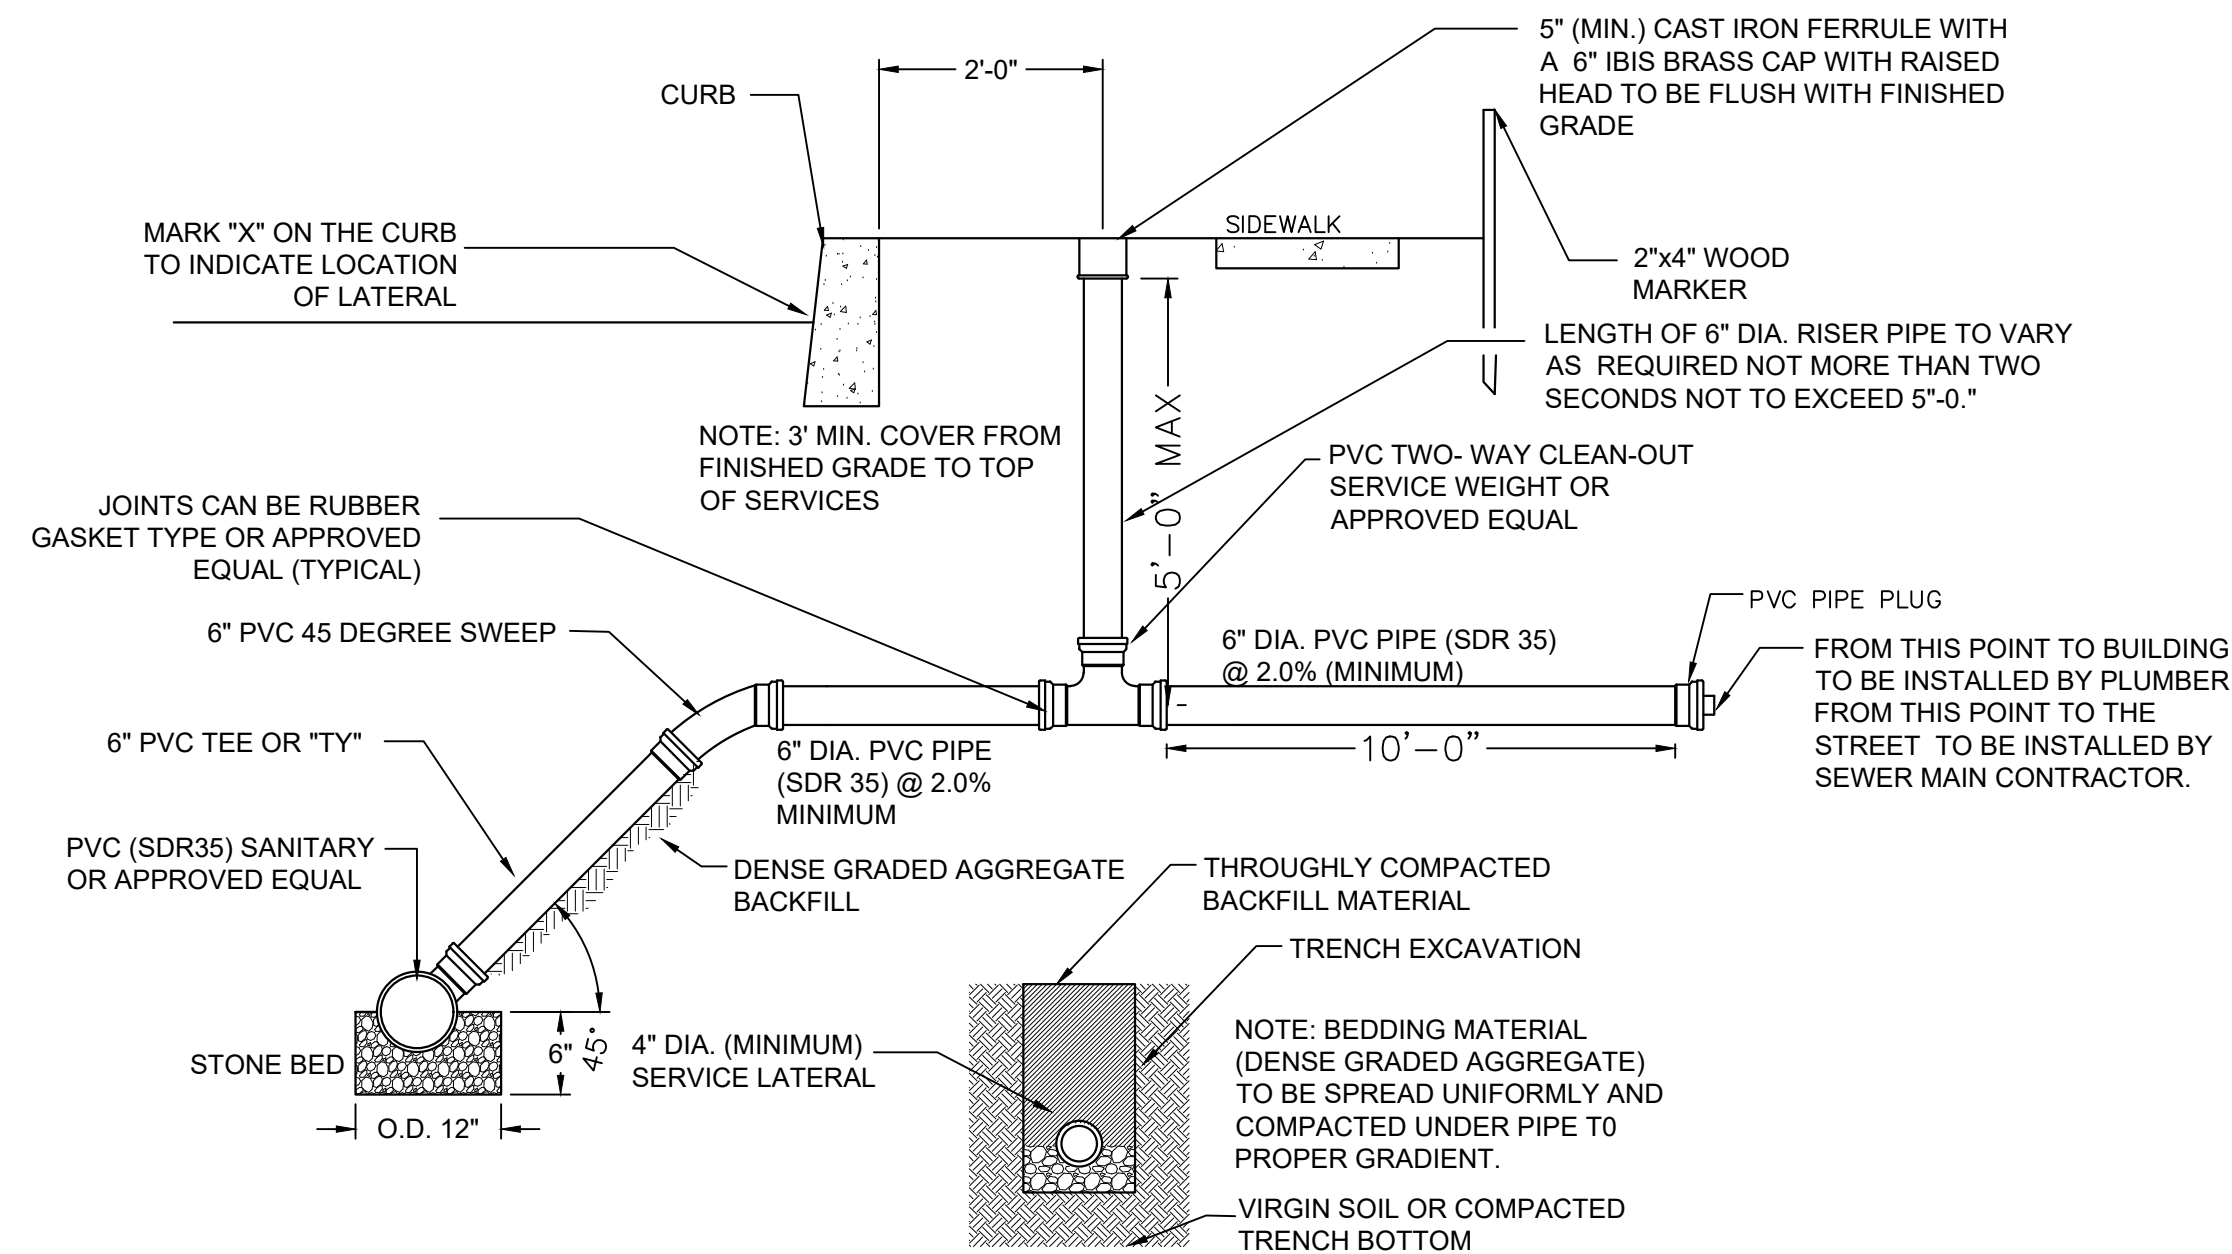 5" (MIN.) CAST IRON FERRULE WITH
A 6" IBIS BRASS CAP WITH RAISED
HEAD TO BE FLUSH WITH FINISHED
GRADE
2'-0"
CURB
MARK "X" ON THE CURB
TO INDICATE LOCATION
OF LATERAL
SIDEWALK
2"x4" WOOD
MARKER
LENGTH OF 6" DIA. RISER PIPE TO VARY
AS REQUIRED NOT MORE THAN TWO
SECONDS NOT TO EXCEED 5"-0."
NOTE: 3' MIN. COVER FROM
FINISHED GRADE TO TOP
OF SERVICES
5'-0" MAX
PVC TWO- WAY CLEAN-OUT
SERVICE WEIGHT OR
APPROVED EQUAL
JOINTS CAN BE RUBBER
GASKET TYPE OR APPROVED
EQUAL (TYPICAL)
6" PVC 45 DEGREE SWEEP
6" DIA. PVC PIPE (SDR 35)
@ 2.0% (MINIMUM)
PVC PIPE PLUG
FROM THIS POINT TO BUILDING
TO BE INSTALLED BY PLUMBER
FROM THIS POINT TO THE
STREET TO BE INSTALLED BY
SEWER MAIN CONTRACTOR.
6" PVC TEE OR "TY"
6" DIA. PVC PIPE
(SDR 35) @ 2.0%
MINIMUM
10'-0"
PVC (SDR35) SANITARY
OR APPROVED EQUAL
DENSE GRADED AGGREGATE
BACKFILL
THROUGHLY COMPACTED
BACKFILL MATERIAL
TRENCH EXCAVATION
STONE BED
6"
45°
O.D. 12"
4" DIA. (MINIMUM)
SERVICE LATERAL
NOTE: BEDDING MATERIAL
(DENSE GRADED AGGREGATE)
TO BE SPREAD UNIFORMLY AND
COMPACTED UNDER PIPE T0
PROPER GRADIENT.
VIRGIN SOIL OR COMPACTED
TRENCH BOTTOM